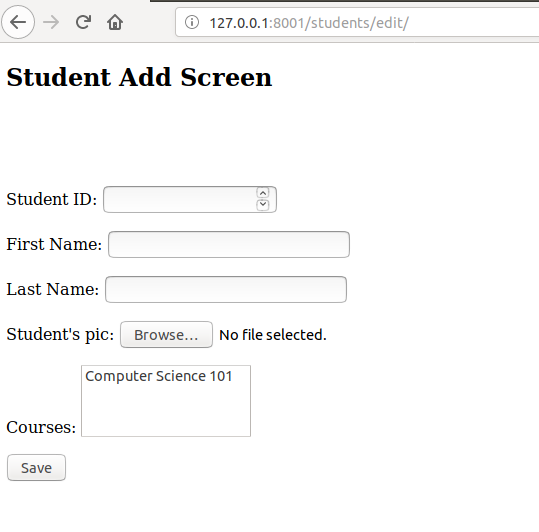 127.0.0.1:8001/students/edit/
Student Add Screen
Student ID:
First Name:
Last Name:
Student's pic: Browse... No file selected.
Computer Science 101
Courses:
Save